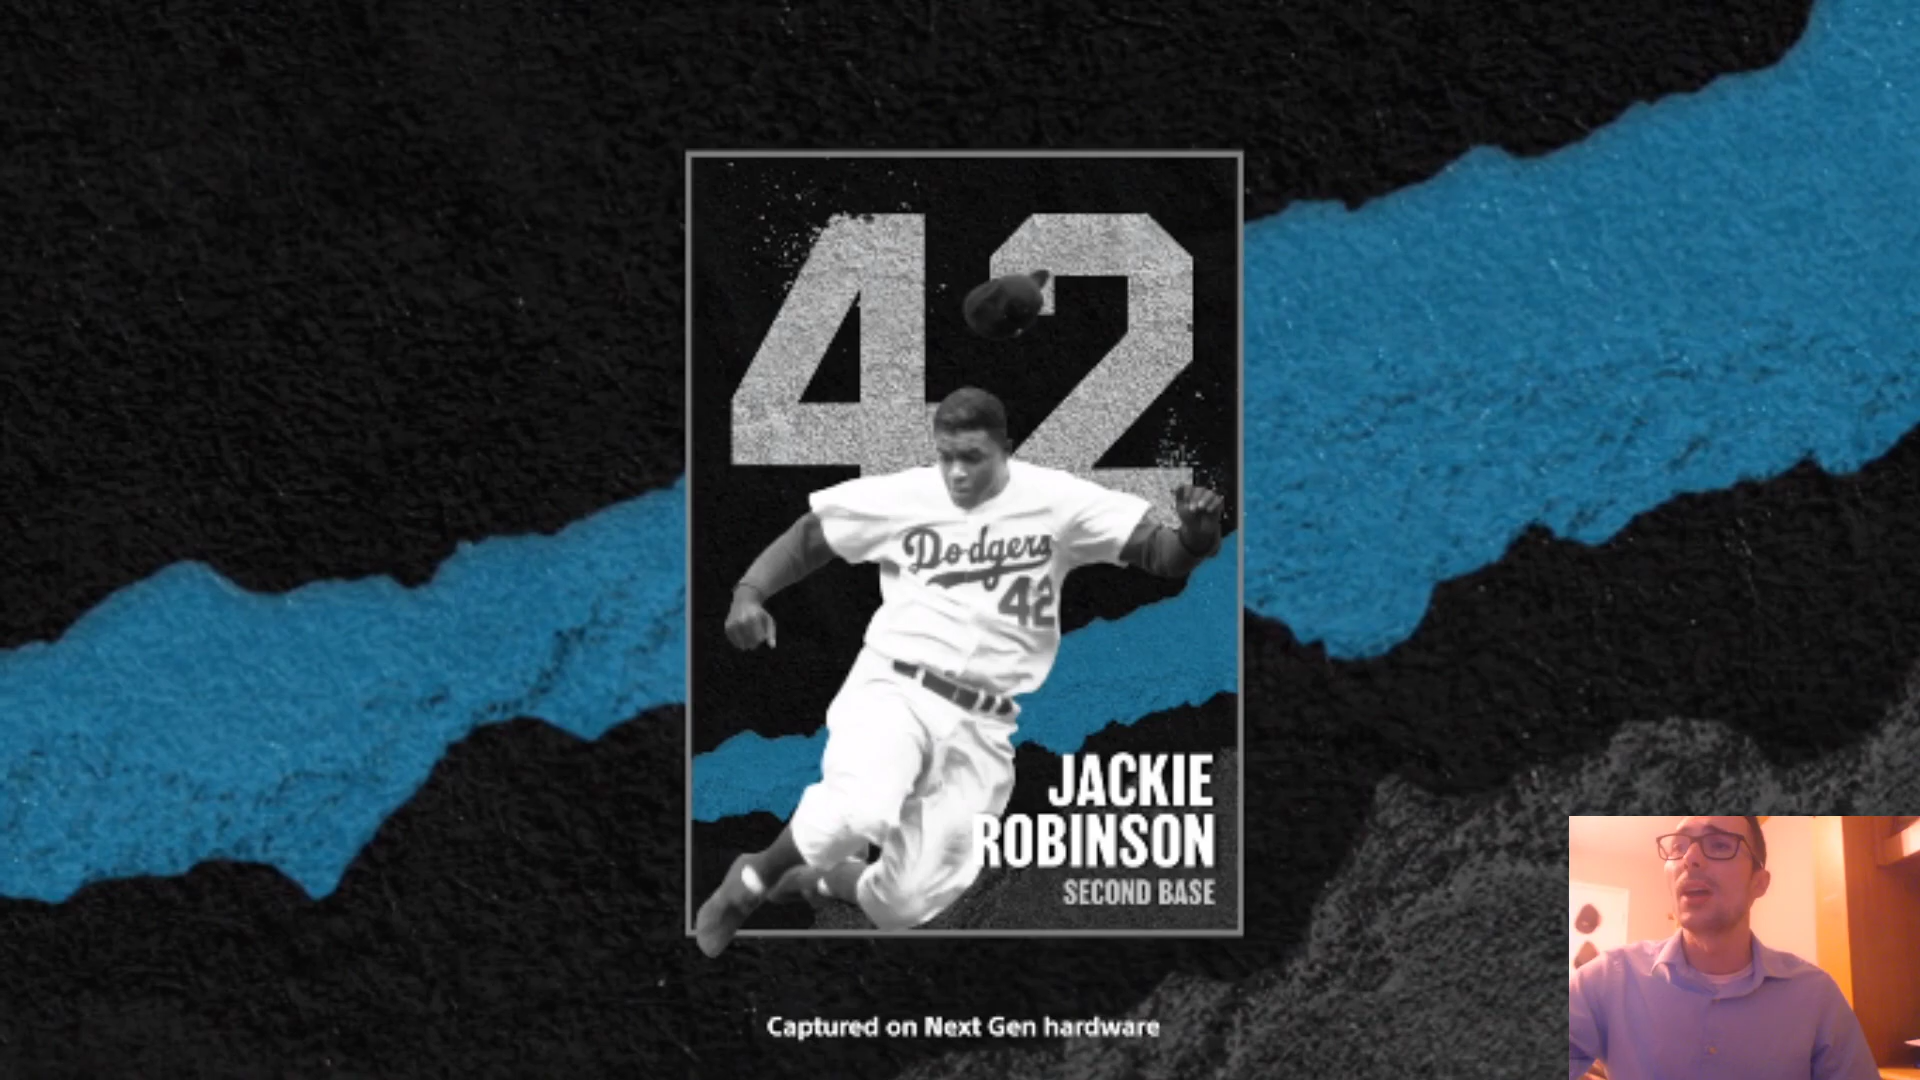 42
Dodgers
42
JACKIE
ROBINSON
SECOND BASE
Captured on Next Gen hardware